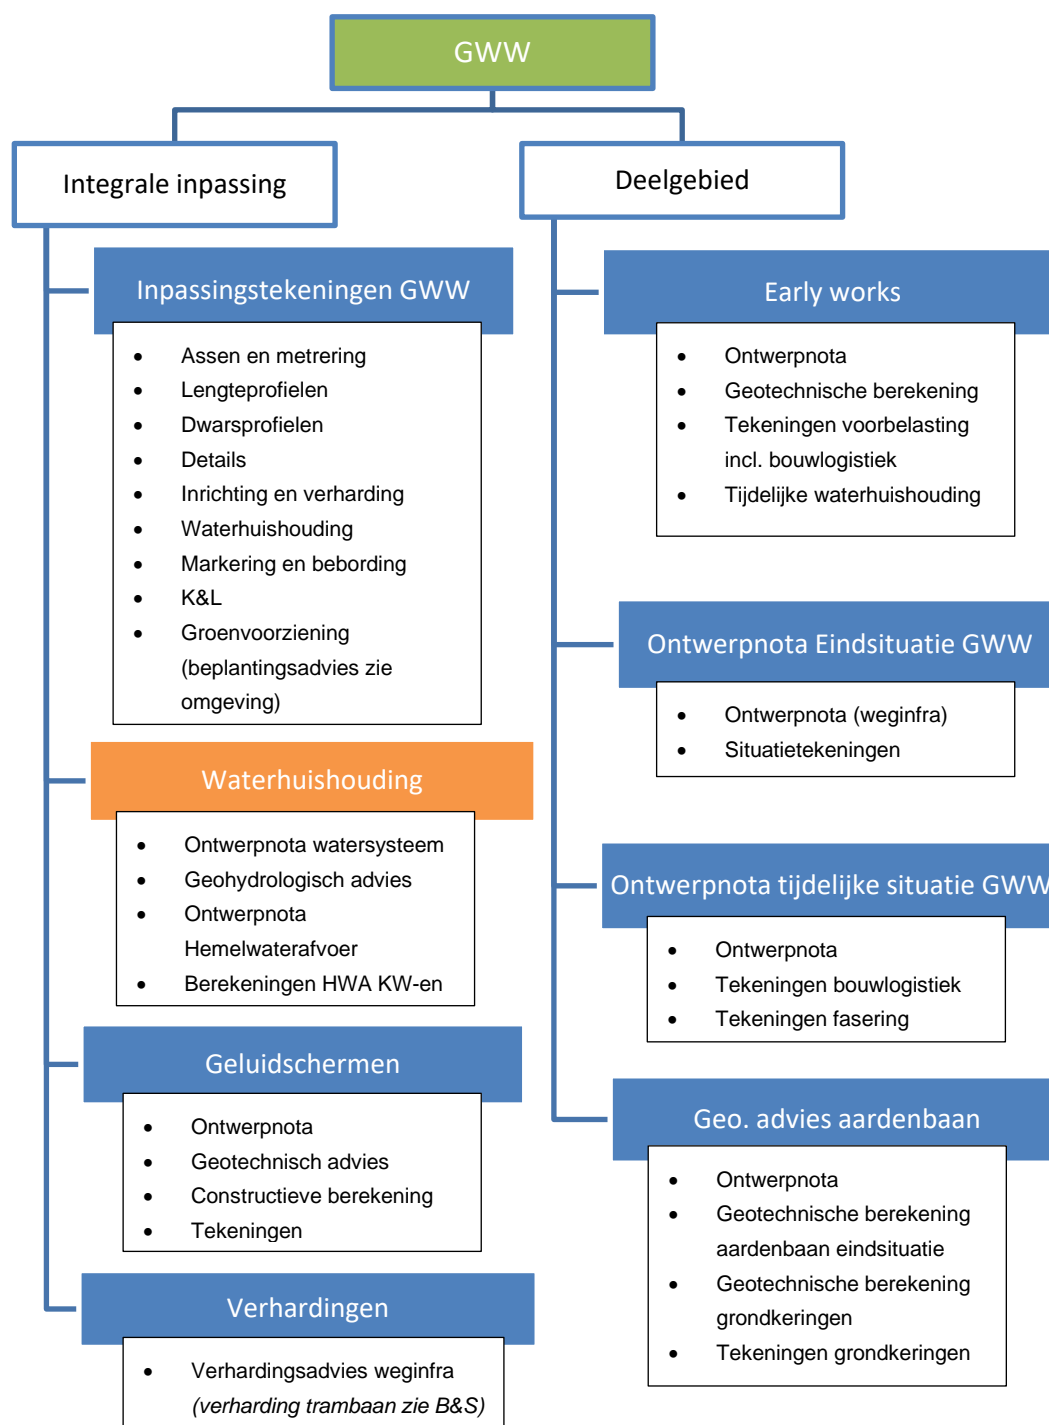 GWW
Integrale inpassing
Inpassingstekeningen GWW
• Assen en metrering
• Lengteprofielen
• Dwarsprofielen
• Details
• Inrichting en verharding
• Waterhuishouding
• Markering en bebording
• K&L
• Groenvoorziening
(beplantingsadvies zie
omgeving)
Waterhuishouding
• Ontwerpnota watersysteem
• Geohydrologisch advies
• Ontwerpnota
Hemelwaterafvoer
• Berekeningen HWA KW-en
Geluidschermen
• Ontwerpnota
• Geotechnisch advies
• Constructieve berekening
• Tekeningen
Verhardingen
• Verhardingsadvies weginfra
(verharding trambaan zie B&S)
Deelgebied
Early works
• Ontwerpnota
• Geotechnische berekening
• Tekeningen voorbelasting
incl. bouwlogistiek
• Tijdelijke waterhuishouding
Ontwerpnota Eindsituatie GWW
• Ontwerpnota (weginfra)
• Situatietekeningen
Ontwerpnota tijdelijke situatie GWW
• Ontwerpnota
• Tekeningen bouwlogistiek
• Tekeningen fasering
Geo. advies aardenbaan
• Ontwerpnota
• Geotechnische berekening
aardenbaan eindsituatie
• Geotechnische berekening
grondkeringen
• Tekeningen grondkeringen